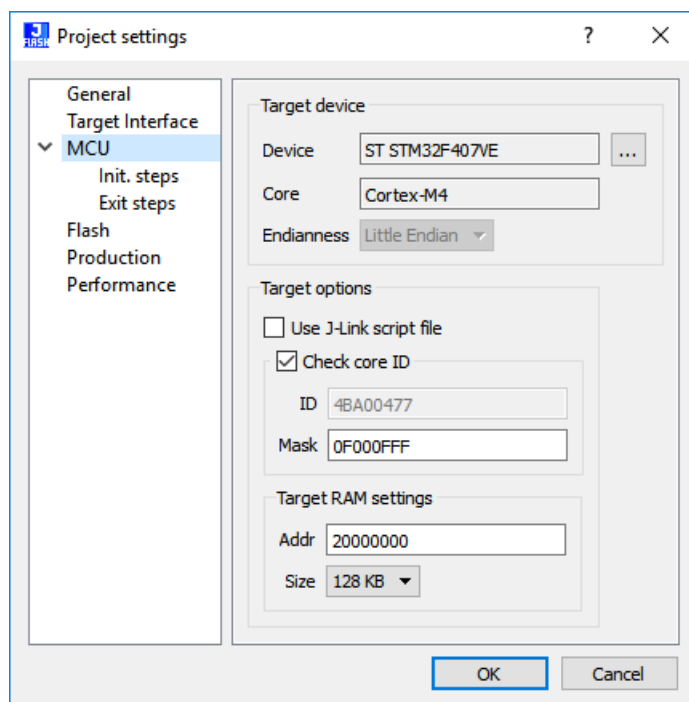 J
FLASH
Project settings
?
General
Target Interface
MCU
Init. steps
Exit steps
Flash
Production
Performance
Target device
Device ST STM32F407VE ...
Core Cortex-M4
Endianness Little Endian
Target options
Use J-Link script file
Check core ID
ID 4BA00477
Mask 0F000FFF
Target RAM settings
Addr 20000000
Size 128 KB
OK Cancel